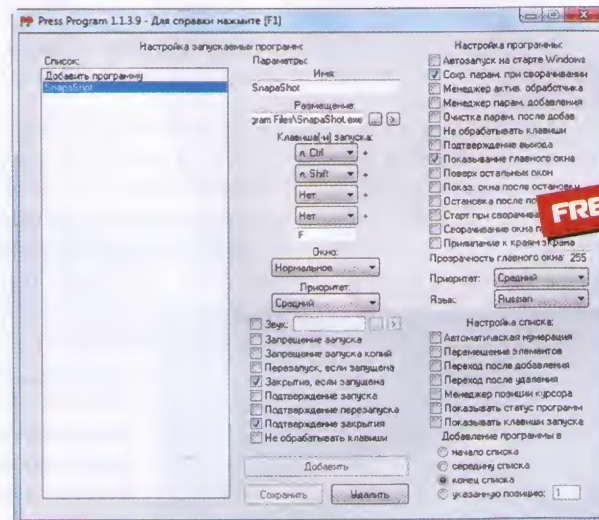 Press Program 1.1.3.9 - Для справки нажмите [F1]
Настройка запускаемых программ:
Список:
Добавить программу
SnapaShot
Параметры:
Имя:
SnapaShot
Размещение:
gram Files\SnapaShot.exe ... >
Клавиша(-и) запуска:
л. Ctrl +
л. Shift +
Нет +
Нет +
F
Окно:
Нормальное
Приоритет:
Средний
Звук: ... >
Запрещение запуска
Запрещение запуска копий
Перезапуск, если запущена
Закрытие, если запущена
Подтверждение запуска
Подтверждение перезапуска
Подтверждение закрытия
Не обрабатывать клавиши
Добавить
Сохранить Удалить
Настройка программы:
Автозапуск на старте Windows
Сохр. парам. при сворачивании
Менеджер актив. обработчика
Менеджер парам. добавления
Очистка парам. после добав
Не обрабатывать клавиши
Подтверждение выхода
Показывание главного окна
Поверх остальных окон
Показ. окна после остановки
Остановка после
FREE
Старт при сворачива
Сворачивание окна
Прилипание к краям экрана
Прозрачность главного окна: 255
Приоритет: Средний
Язык: Russian
Настройка списка:
Автоматическая нумерация
Перемещение элементов
Переход после добавления
Переход после удаления
Менеджер позиции курсора
Показывать статус программ
Показывать клавиши запуска
Добавление программы в
начало списка
середину списка
конец списка
указанную позицию: 1